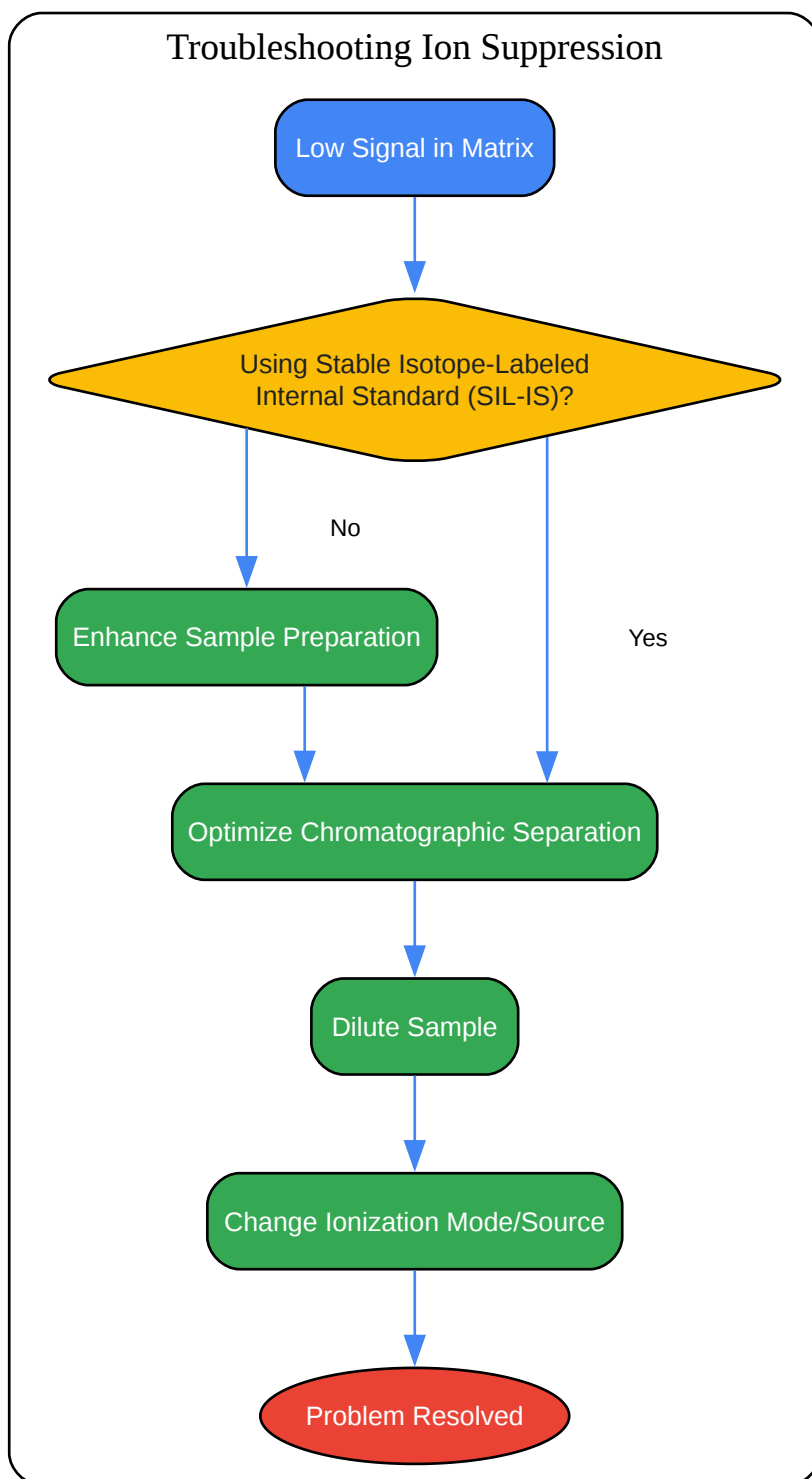 Troubleshooting Ion Suppression
Low Signal in Matrix
Using Stable Isotope-Labeled
Internal Standard (SIL-IS)?
No
Enhance Sample Preparation
Yes
Optimize Chromatographic Separation
Dilute Sample
Change Ionization Mode/Source
Problem Resolved